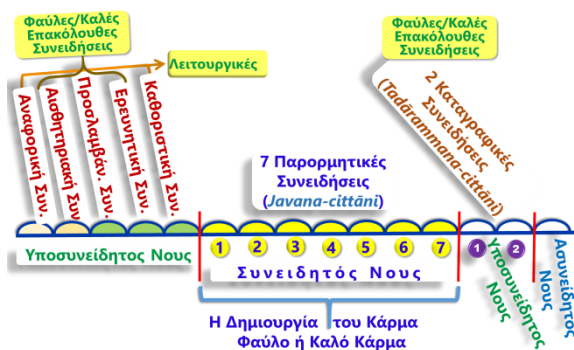 Φαύλες/Καλές
Επακόλουθες
Συνειδήσεις
Λειτουργικές
Αναφορική Συν.
Αισθητηριακή Συν.
Προσλαμβάν. Συν.
Ερευνητική Συν.
Καθοριστική Συν.
Φαύλες/Καλές
Επακόλουθες
Συνειδήσεις
2 Καταγραφικές
Συνειδήσεις
(Tadārammana-cittāni)
7 Παρορμητικές
Συνειδήσεις
(Javana-cittāni)
1 2 3 4 5 6 7 1 2
Υποσυνείδητος Νους
Συνειδητός Νους
Υποσυνείδητος
Νους
Ασυνείδητος
Νους
Η Δημιουργία του Κάρμα
Φαύλο ή Καλό Κάρμα